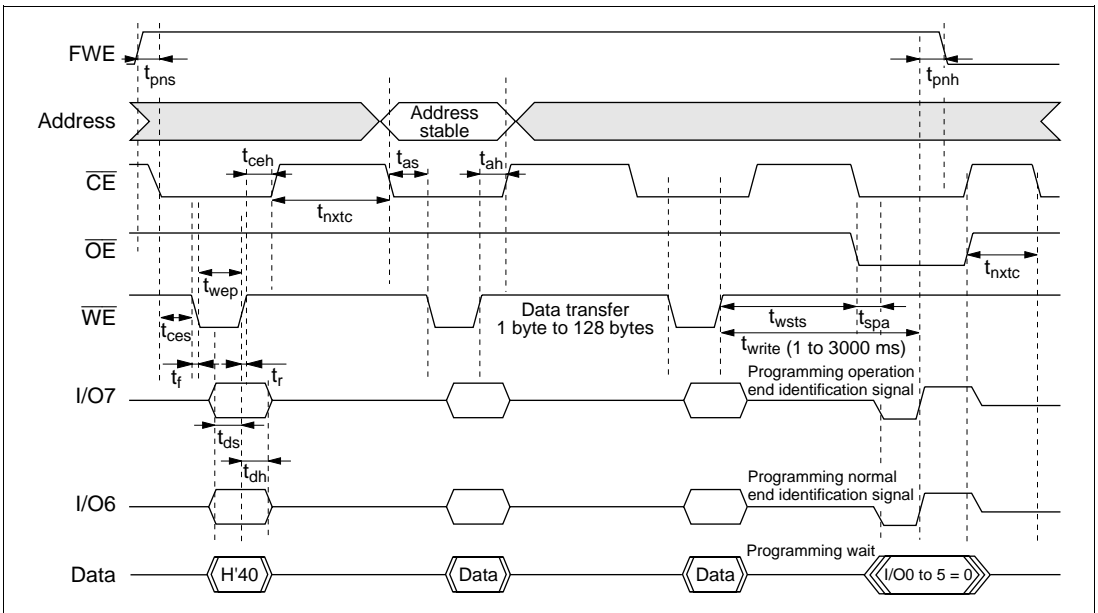 FWE
tpns
tpnh
Address
Address
stable
CE
tceh
tas
tah
tnxtc
OE
tnxtc
twep
WE
tces
Data transfer
1 byte to 128 bytes
twsts
tspa
twrite (1 to 3000 ms)
tf
tr
Programming operation
end identification signal
I/O7
tds
tdh
Programming normal
end identification signal
I/O6
Programming wait
Data
H'40
Data
Data
I/O0 to 5 = 0